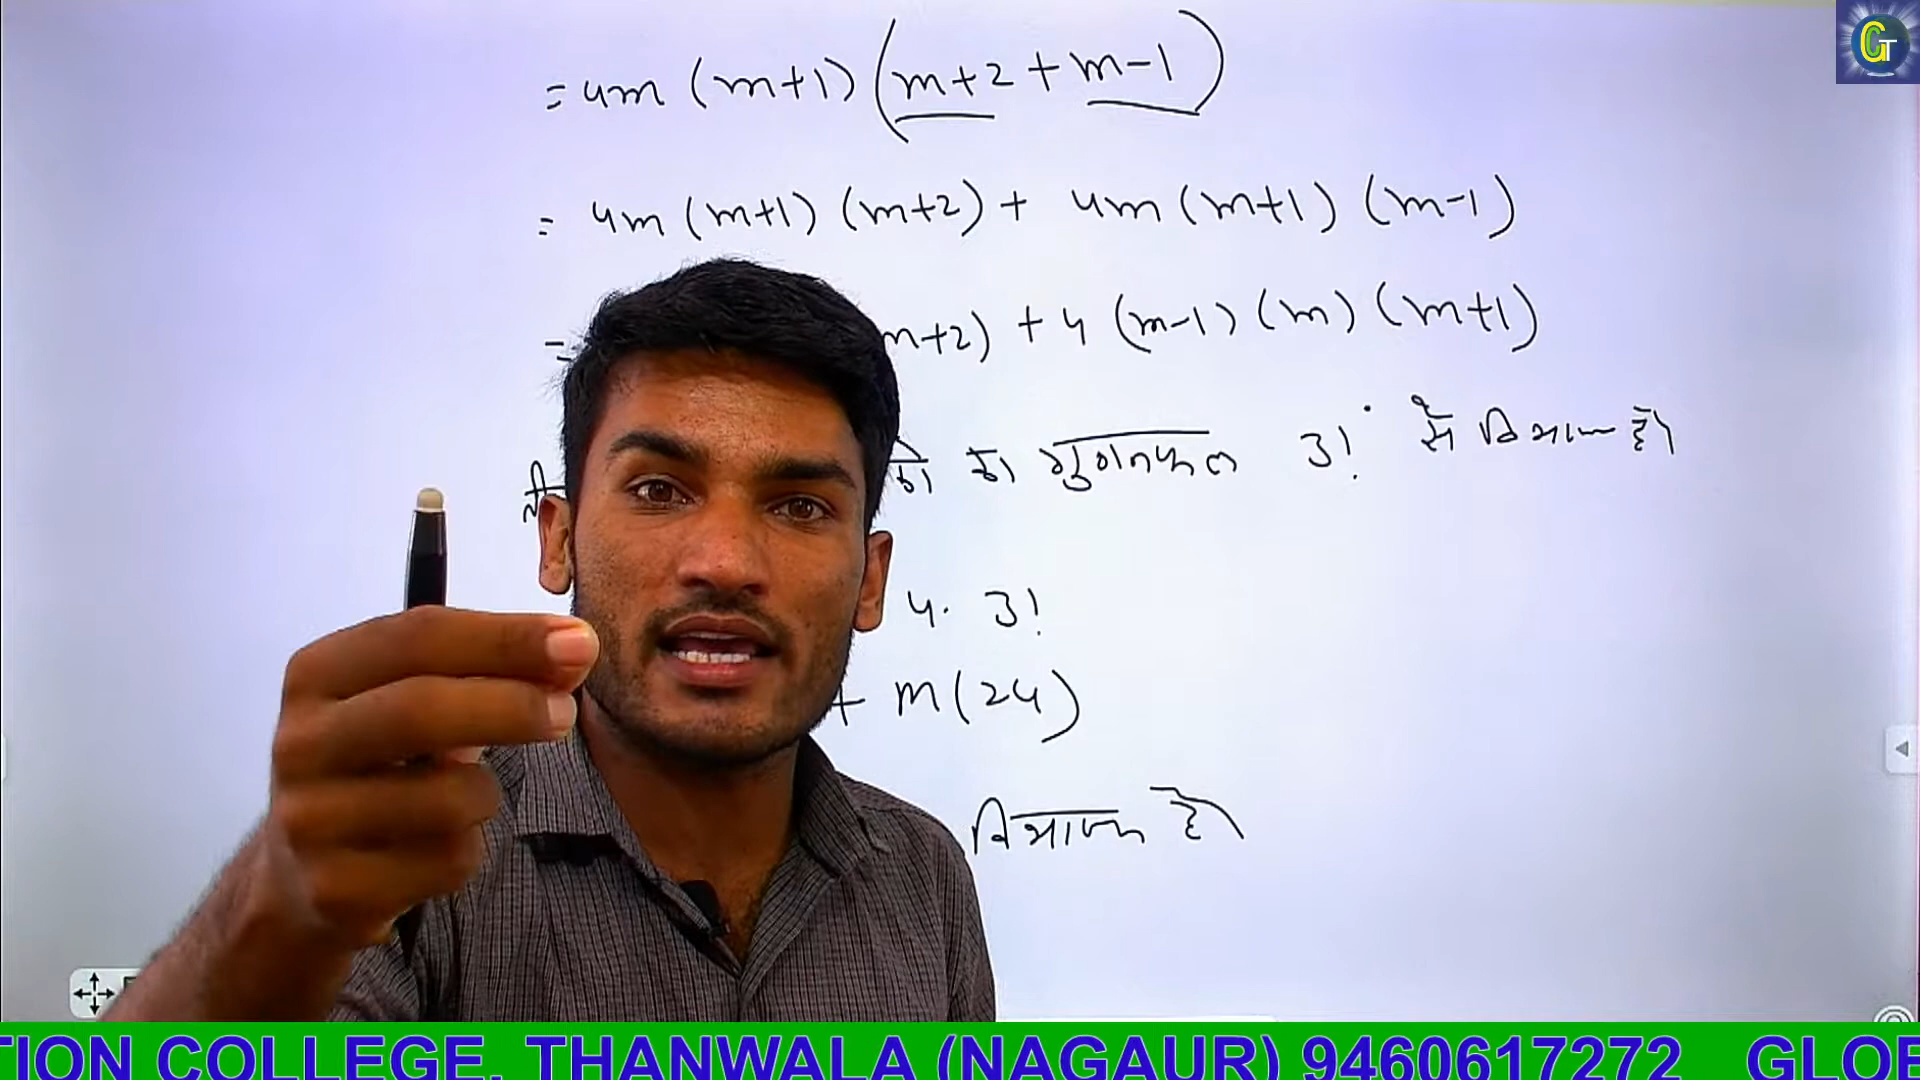 = 4m (m+1) (m+2 + m-1)
= 4m (m+1) (m+2) + 4m (m+1) (m-1)
= m+2) + 4 (m-1) (m) (m+1)
का गुणनफल 3! से विभाज्य है।
4. 3!
+ m (24)
विभाज्य है।
TION COLLEGE, THANWALA (NAGAUR) 9460617272 GLOB
GT